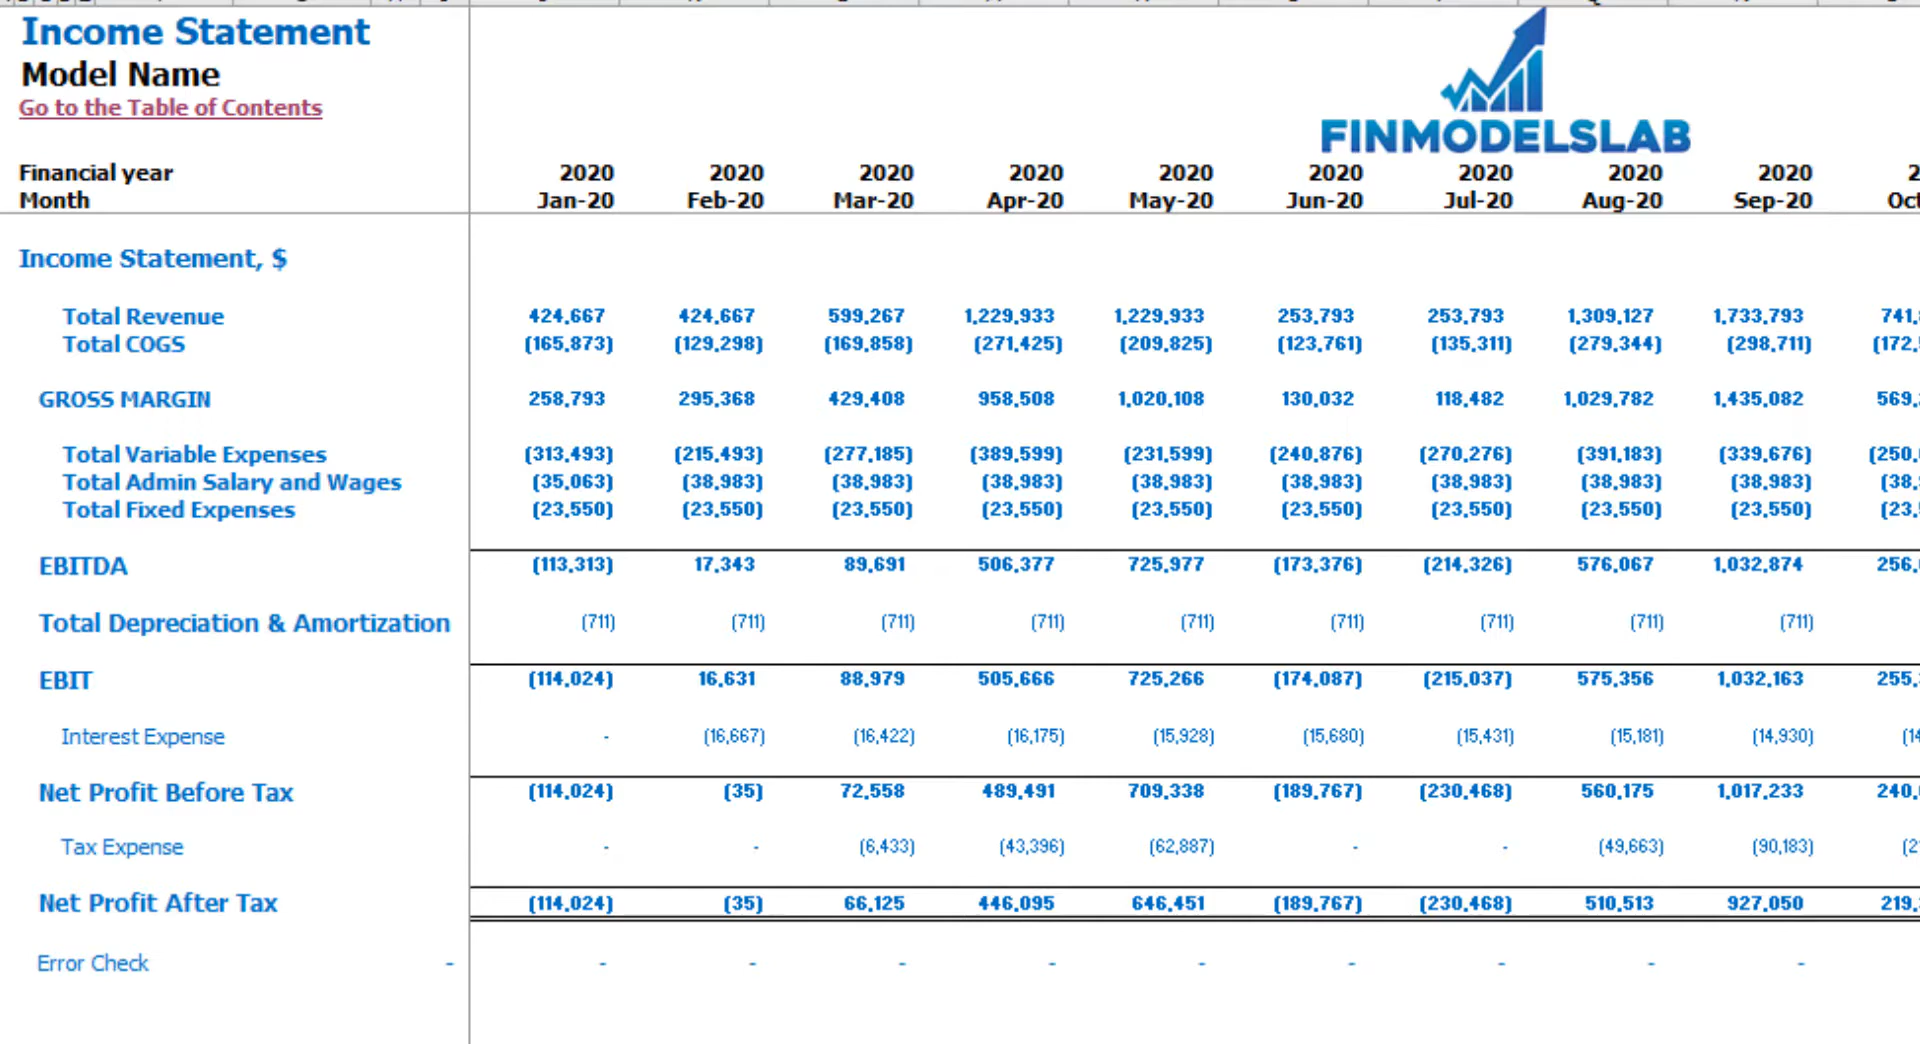 Income Statement
Model Name
Go to the Table of Contents
FINMODELSLAB
Financial year 2020 2020 2020 2020 2020 2020 2020 2020 2020 2
Month Jan-20 Feb-20 Mar-20 Apr-20 May-20 Jun-20 Jul-20 Aug-20 Sep-20 Oct
Income Statement, $
Total Revenue 424,667 424,667 599,267 1,229,933 1,229,933 253,793 253,793 1,309,127 1,733,793 741,
Total COGS (165,873) (129,298) (169,858) (271,425) (209,825) (123,761) (135,311) (279,344) (298,711) (172,
GROSS MARGIN 258,793 295,368 429,408 958,508 1,020,108 130,032 118,482 1,029,782 1,435,082 569,
Total Variable Expenses (313,493) (215,493) (277,185) (389,599) (231,599) (240,876) (270,276) (391,183) (339,676) (250,
Total Admin Salary and Wages (35,063) (38,983) (38,983) (38,983) (38,983) (38,983) (38,983) (38,983) (38,983) (38,
Total Fixed Expenses (23,550) (23,550) (23,550) (23,550) (23,550) (23,550) (23,550) (23,550) (23,550) (23,
EBITDA (113,313) 17,343 89,691 506,377 725,977 (173,376) (214,326) 576,067 1,032,874 256,
Total Depreciation & Amortization (711) (711) (711) (711) (711) (711) (711) (711) (711)
EBIT (114,024) 16,631 88,979 505,666 725,266 (174,087) (215,037) 575,356 1,032,163 255,
Interest Expense - (16,667) (16,422) (16,175) (15,928) (15,680) (15,431) (15,181) (14,930) (14
Net Profit Before Tax (114,024) (35) 72,558 489,491 709,338 (189,767) (230,468) 560,175 1,017,233 240,
Tax Expense - - (6,433) (43,396) (62,887) - - (49,663) (90,183) (2
Net Profit After Tax (114,024) (35) 66,125 446,095 646,451 (189,767) (230,468) 510,513 927,050 219,
Error Check - - - - - - - - - -